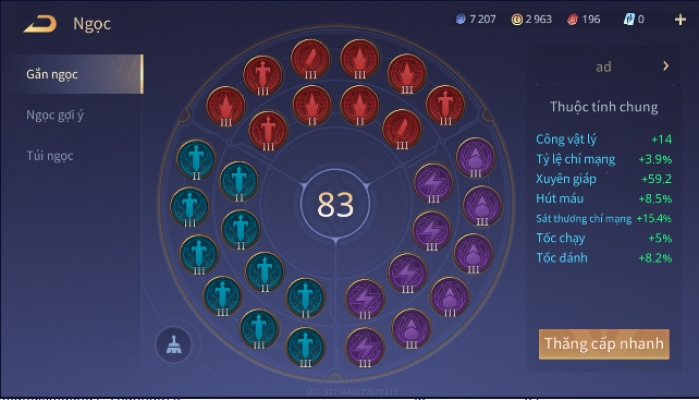 Ngọc
7 207
2 963
196
0
Gắn ngọc
Ngọc gợi ý
Túi ngọc
83
ad
Thuộc tính chung
Công vật lý +14
Tỷ lệ chí mạng +3.9%
Xuyên giáp +59.2
Hút máu +8.5%
Sát thương chí mạng +15.4%
Tốc chạy +5%
Tốc đánh +8.2%
Thăng cấp nhanh